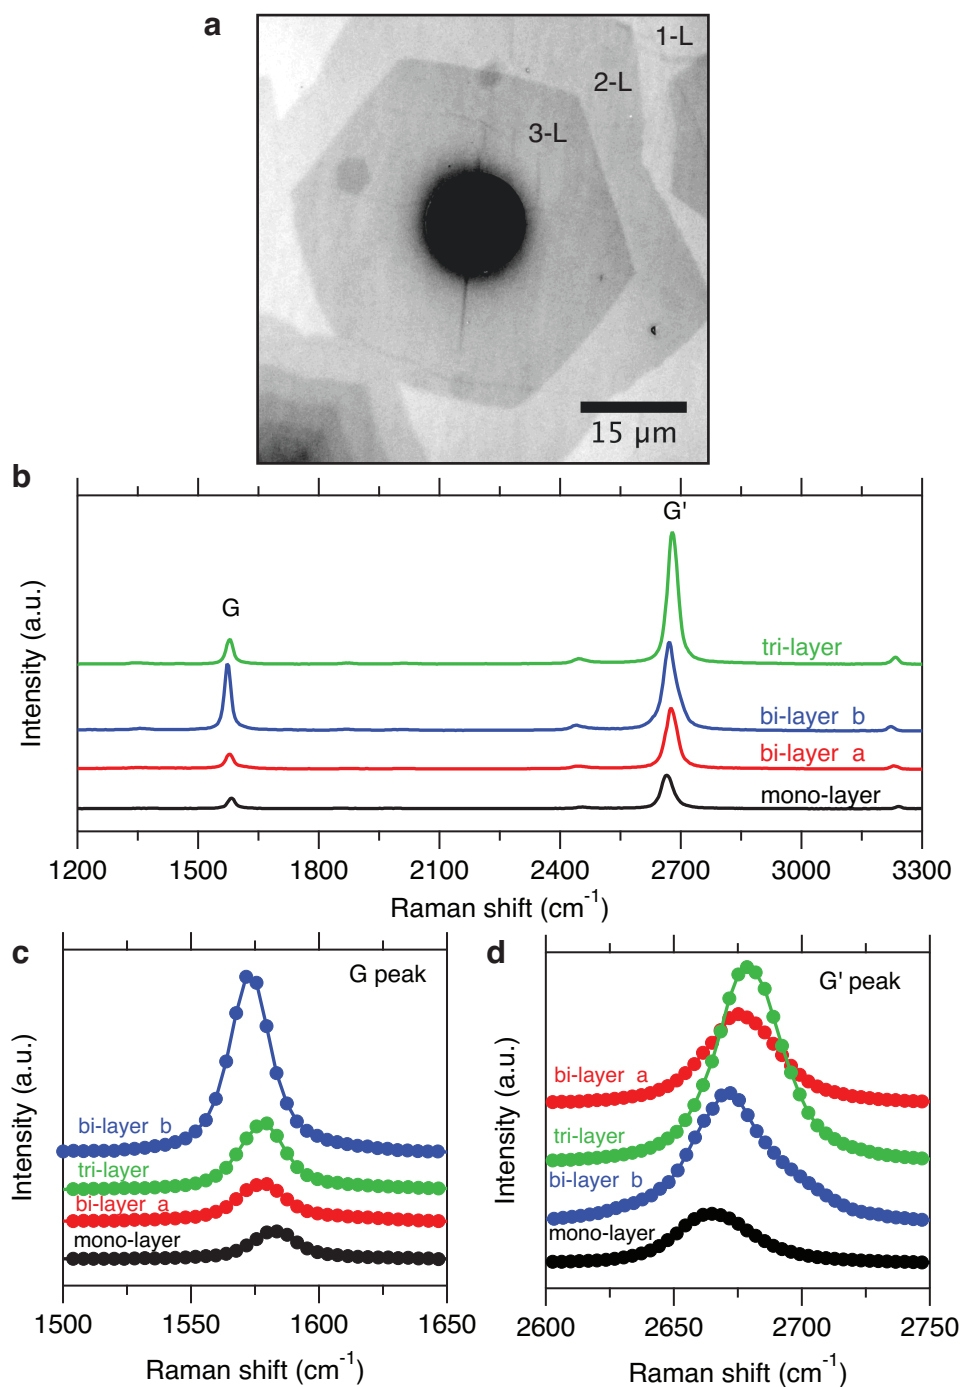 a
1-L
2-L
3-L
15 µm
b
G
G'
tri-layer
bi-layer b
bi-layer a
mono-layer
Intensity (a.u.)
1200 1500 1800 2100 2400 2700 3000 3300
Raman shift (cm⁻¹)
c
G peak
bi-layer b
tri-layer
bi-layer a
mono-layer
Intensity (a.u.)
1500 1550 1600 1650
Raman shift (cm⁻¹)
d
G' peak
bi-layer a
tri-layer
bi-layer b
mono-layer
Intensity (a.u.)
2600 2650 2700 2750
Raman shift (cm⁻¹)